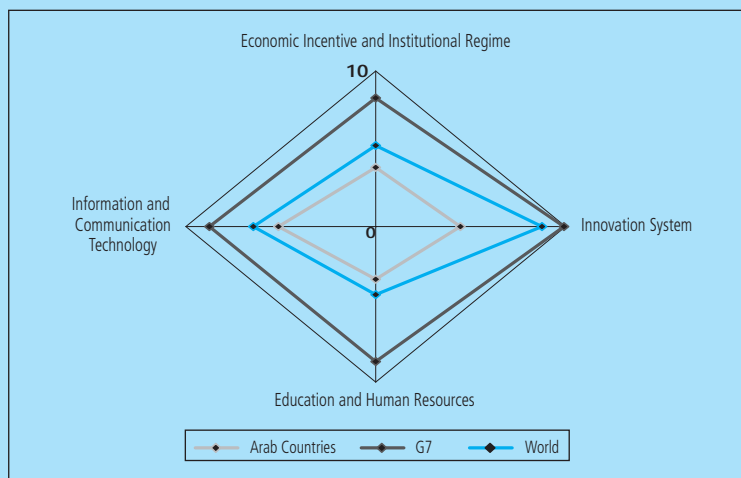 Economic Incentive and Institutional Regime
10
Information and
Communication
Technology
0
Innovation System
Education and Human Resources
Arab Countries G7 World